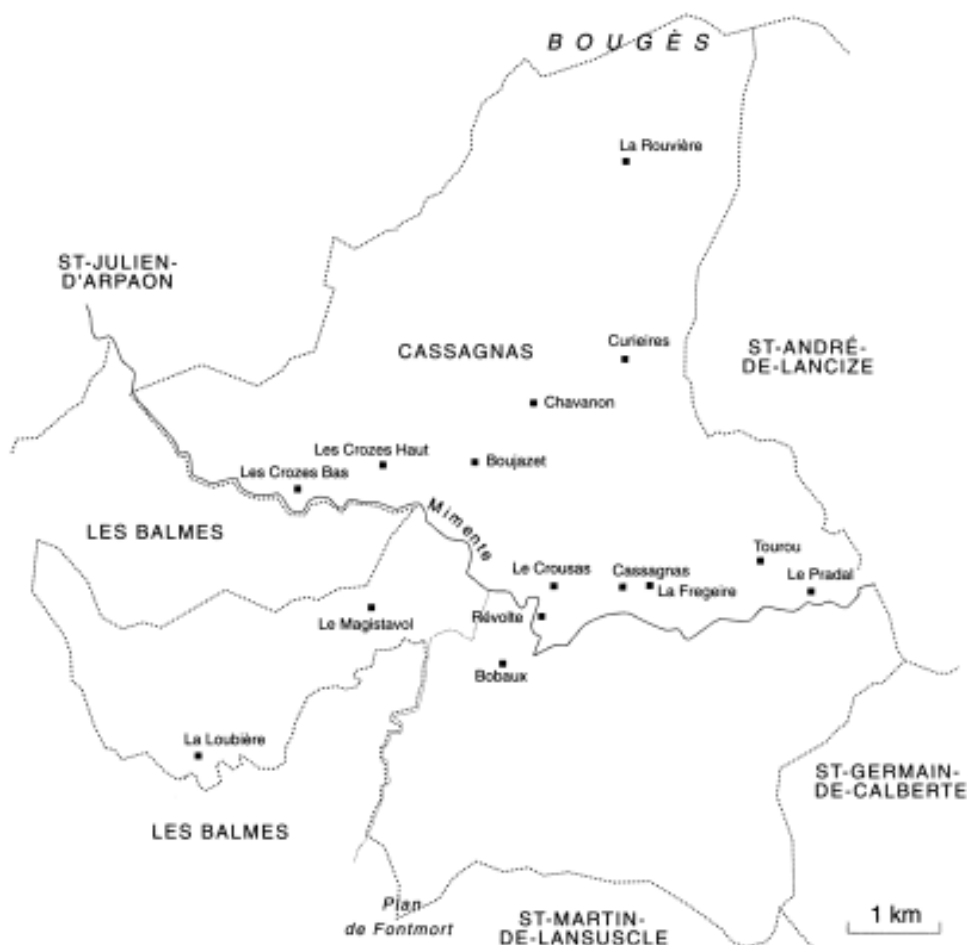 BOUGÈS
La Rouvière
ST-JULIEN-
D'ARPAON
CASSAGNAS
Curieires
ST-ANDRÉ-
DE-LANCIZE
Chavanon
Les Crozes Haut
Boujazet
Les Crozes Bas
Mimente
LES BALMES
Tourou
Le Crousas
Cassagnas
Le Pradal
La Fregeire
Le Magistavol
Révolte
Bobaux
La Loubière
ST-GERMAIN-
DE-CALBERTE
LES BALMES
Plan
de Fontmort
ST-MARTIN-
DE-LANSUSCLE
1 km